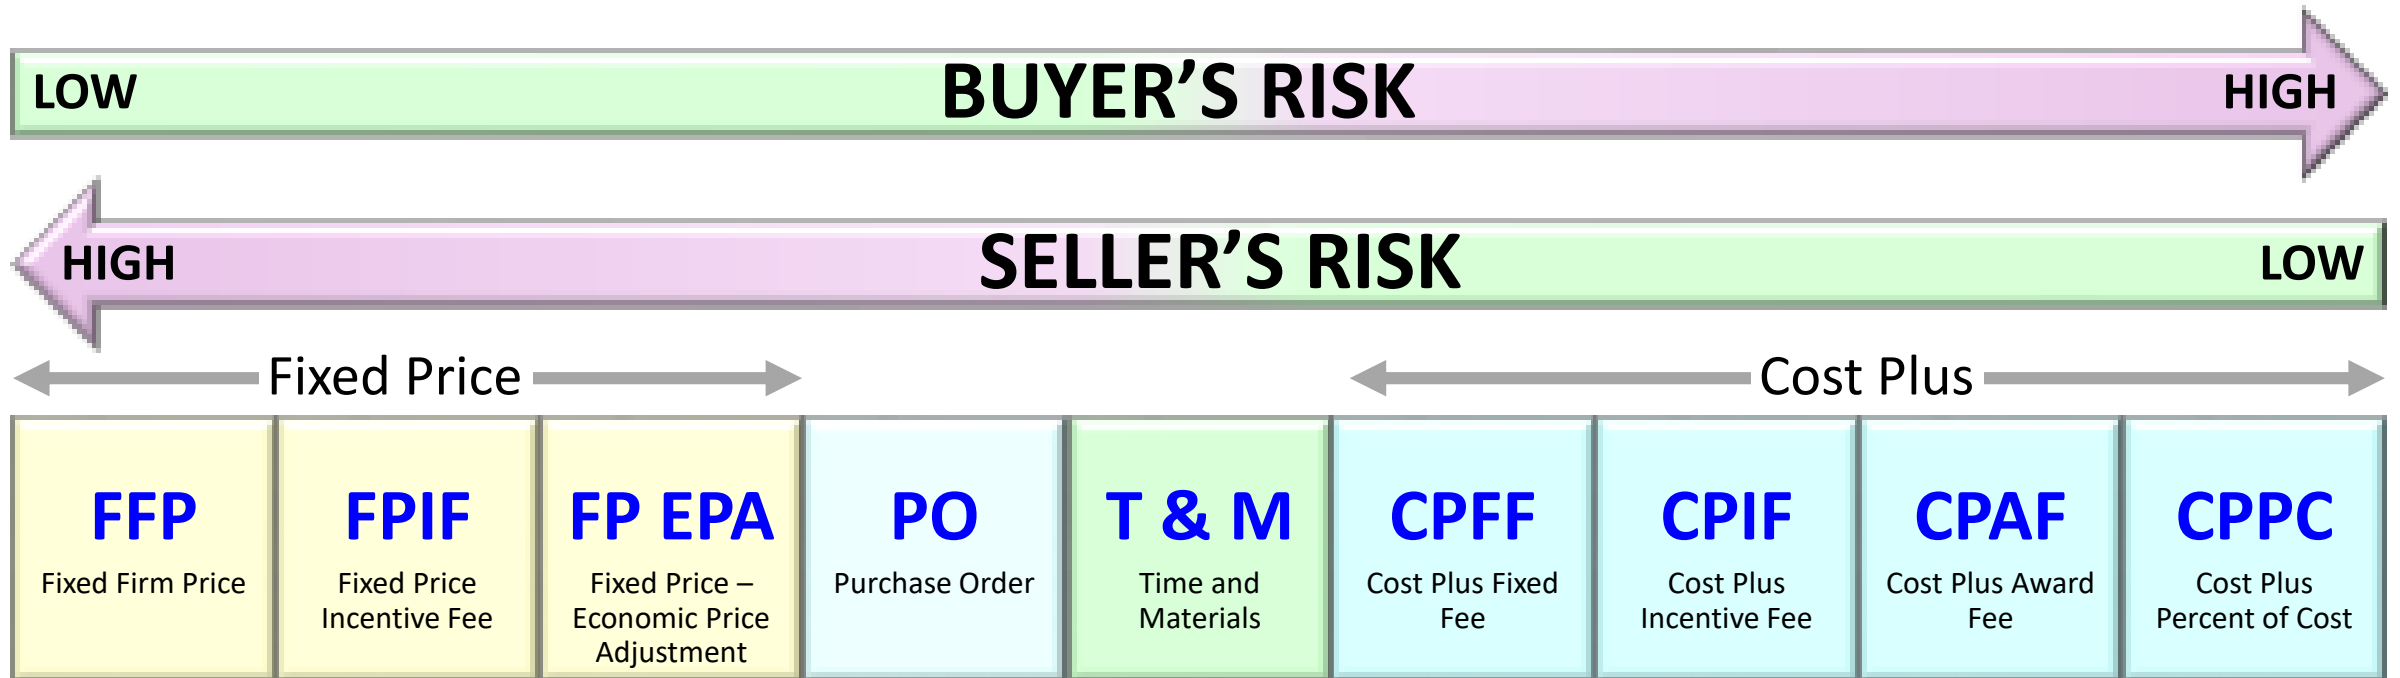 LOW BUYER’S RISK HIGH
HIGH SELLER’S RISK LOW
Fixed Price Cost Plus
FFP
Fixed Firm Price
FPIF
Fixed Price
Incentive Fee
FP EPA
Fixed Price –
Economic Price
Adjustment
PO
Purchase Order
T & M
Time and
Materials
CPFF
Cost Plus Fixed
Fee
CPIF
Cost Plus
Incentive Fee
CPAF
Cost Plus Award
Fee
CPPC
Cost Plus
Percent of Cost